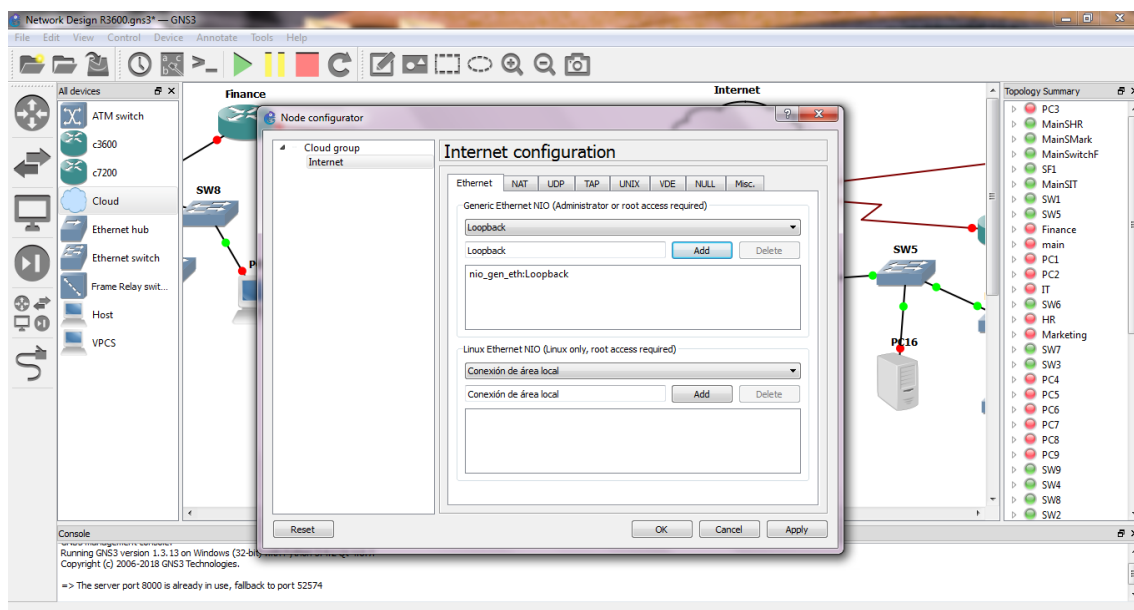 Network Design R3600.gns3* — GNS3
File Edit View Control Device Annotate Tools Help
All devices
ATM switch
c3600
c7200
Cloud
Ethernet hub
Ethernet switch
Frame Relay swit...
Host
VPCS
Finance
SW8
Internet
SW5
PC16
Node configurator
Cloud group
Internet
Internet configuration
Ethernet NAT UDP TAP UNIX VDE NULL Misc.
Generic Ethernet NIO (Administrator or root access required)
Loopback
Loopback Add Delete
nio_gen_eth:Loopback
Linux Ethernet NIO (Linux only, root access required)
Conexión de área local
Conexión de área local Add Delete
Reset OK Cancel Apply
Topology Summary
PC3
MainSHR
MainSMark
MainSwitchF
SF1
MainSIT
SW1
SW5
Finance
main
PC1
PC2
IT
SW6
HR
Marketing
SW7
SW3
PC4
PC5
PC6
PC7
PC8
PC9
SW9
SW4
SW8
SW2
Console
Running GNS3 version 1.3.13 on Windows (32-bit)
Copyright (c) 2006-2018 GNS3 Technologies.
=> The server port 8000 is already in use, fallback to port 52574